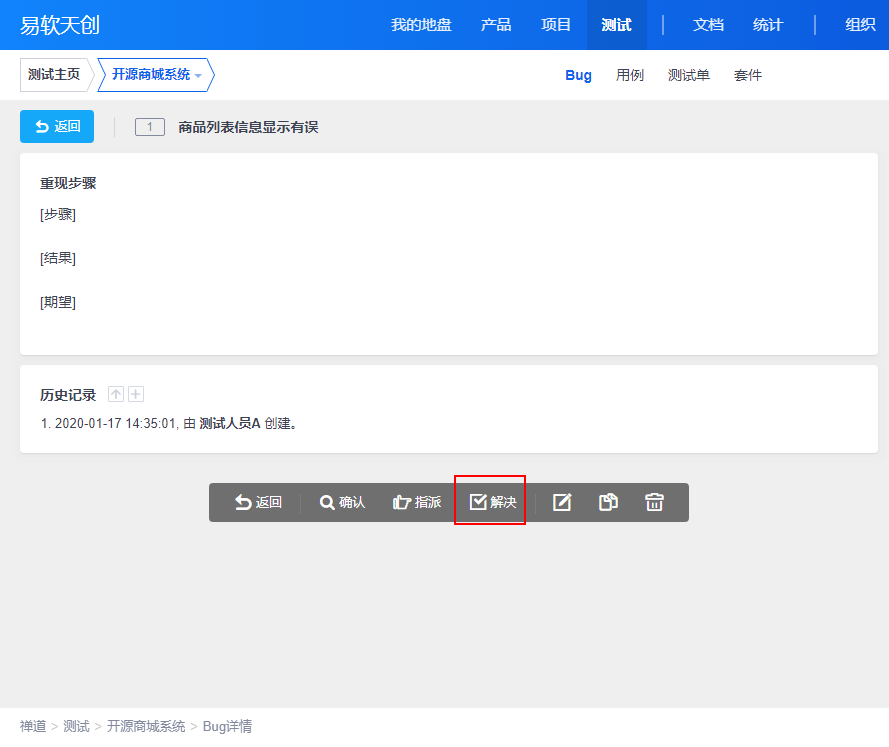 易软天创 我的地盘 产品 项目 测试 文档 统计 组织
测试主页 开源商城系统 Bug 用例 测试单 套件
返回 1 商品列表信息显示有误
重现步骤
[步骤]
[结果]
[期望]
历史记录
1. 2020-01-17 14:35:01, 由 测试人员A 创建。
返回 确认 指派 解决
禅道 > 测试 > 开源商城系统 > Bug详情